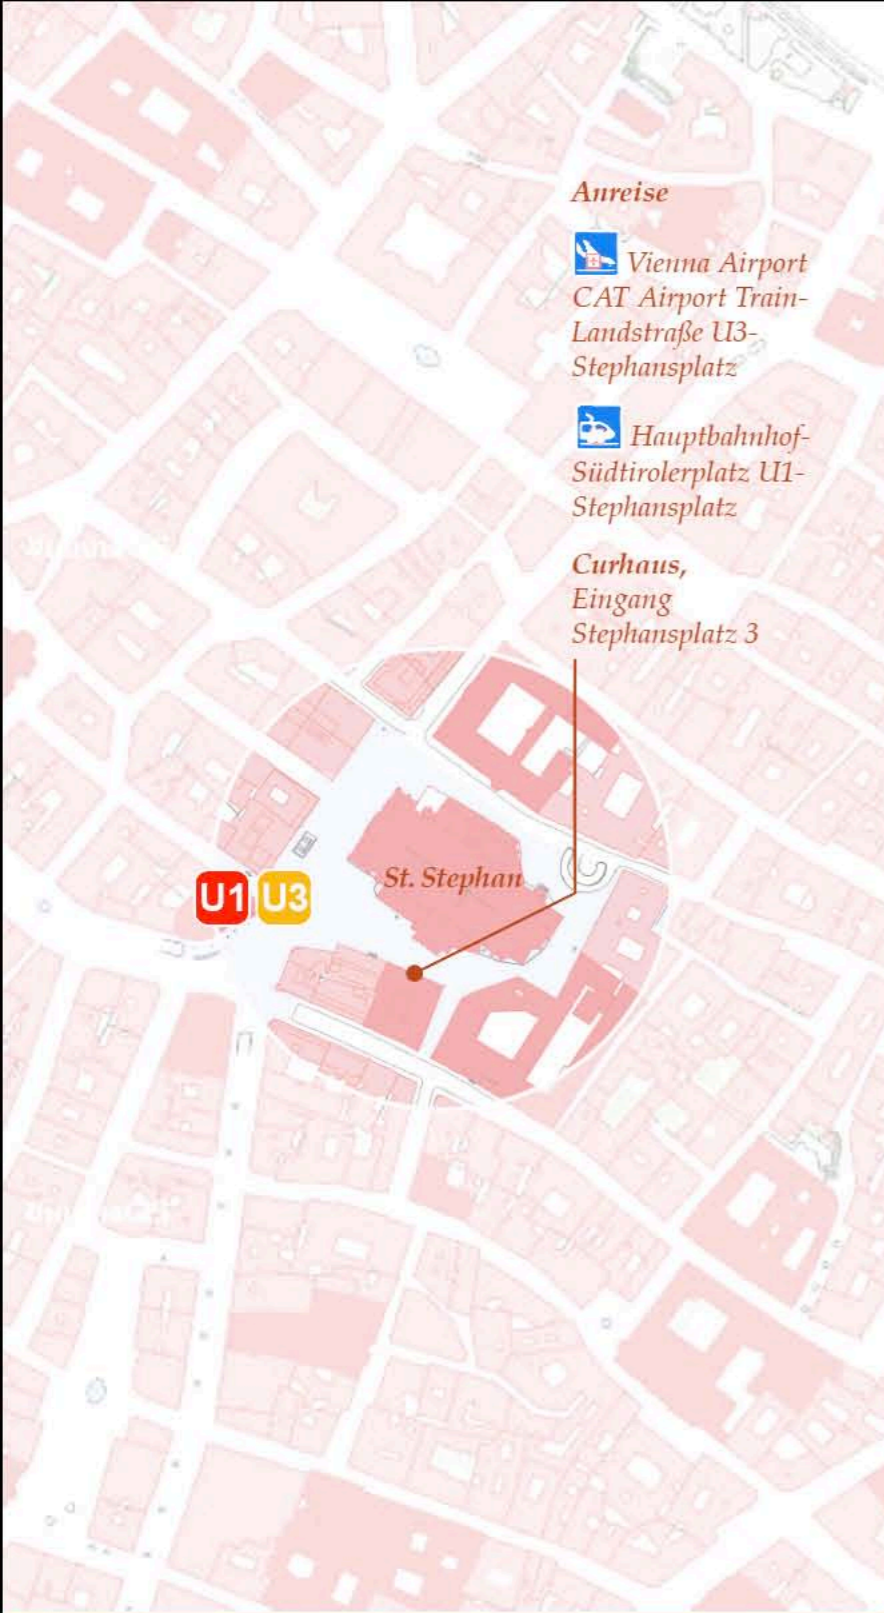 Anreise
Vienna Airport
CAT Airport Train-
Landstraße U3-
Stephansplatz
Hauptbahnhof-
Südtirolerplatz U1-
Stephansplatz
Curhaus,
Eingang
Stephansplatz 3
St. Stephan
U1 U3